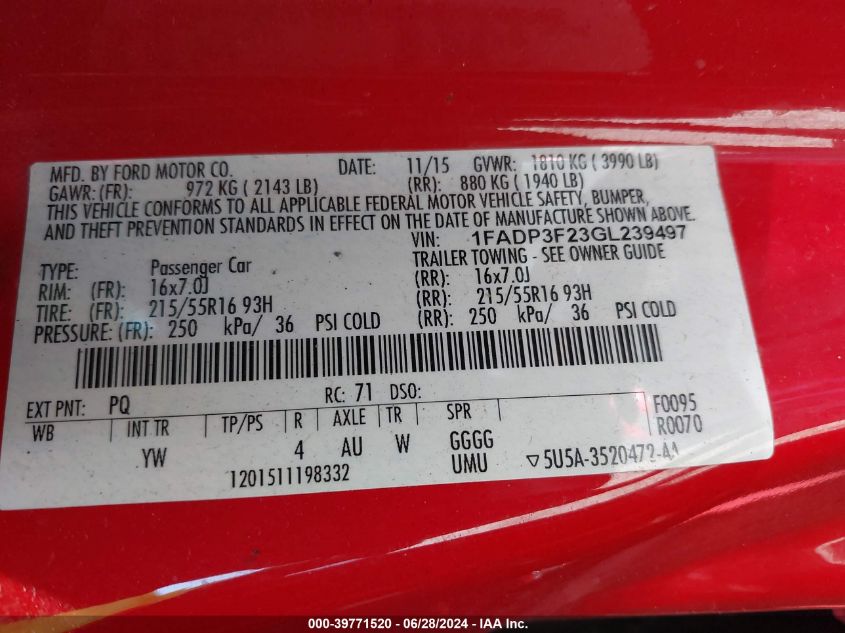 MFD. BY FORD MOTOR CO. DATE: 11/15 GVWR: 1810 KG ( 3990 LB)
GAWR: (FR): 972 KG ( 2143 LB) (RR): 880 KG ( 1940 LB)
THIS VEHICLE CONFORMS TO ALL APPLICABLE FEDERAL MOTOR VEHICLE SAFETY, BUMPER,
AND THEFT PREVENTION STANDARDS IN EFFECT ON THE DATE OF MANUFACTURE SHOWN ABOVE.
VIN: 1FADP3F23GL239497
TYPE: Passenger Car TRAILER TOWING - SEE OWNER GUIDE
RIM: (FR): 16x7.0J (RR): 16x7.0J
TIRE: (FR): 215/55R16 93H (RR): 215/55R16 93H
PRESSURE: (FR): 250 kPa/ 36 PSI COLD (RR): 250 kPa/ 36 PSI COLD
EXT PNT: PQ RC: 71 DSO:
WB INT TR TP/PS R AXLE TR SPR F0095
R0070
YW 4 AU W GGGG
UMU
1201511198332 ▽5U5A-3520472-AA
000-39771520 - 06/28/2024 - IAA Inc.